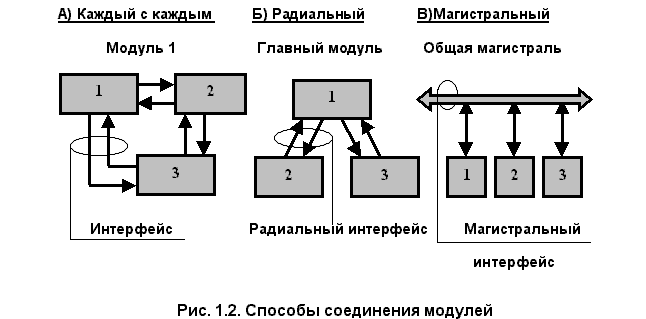 А) Каждый с каждым
Б) Радиальный
В)Магистральный
Модуль 1
Главный модуль
Общая магистраль
1
2
3
1
2
3
1
2
3
Интерфейс
Радиальный интерфейс
Магистральный
интерфейс
Рис. 1.2. Способы соединения модулей